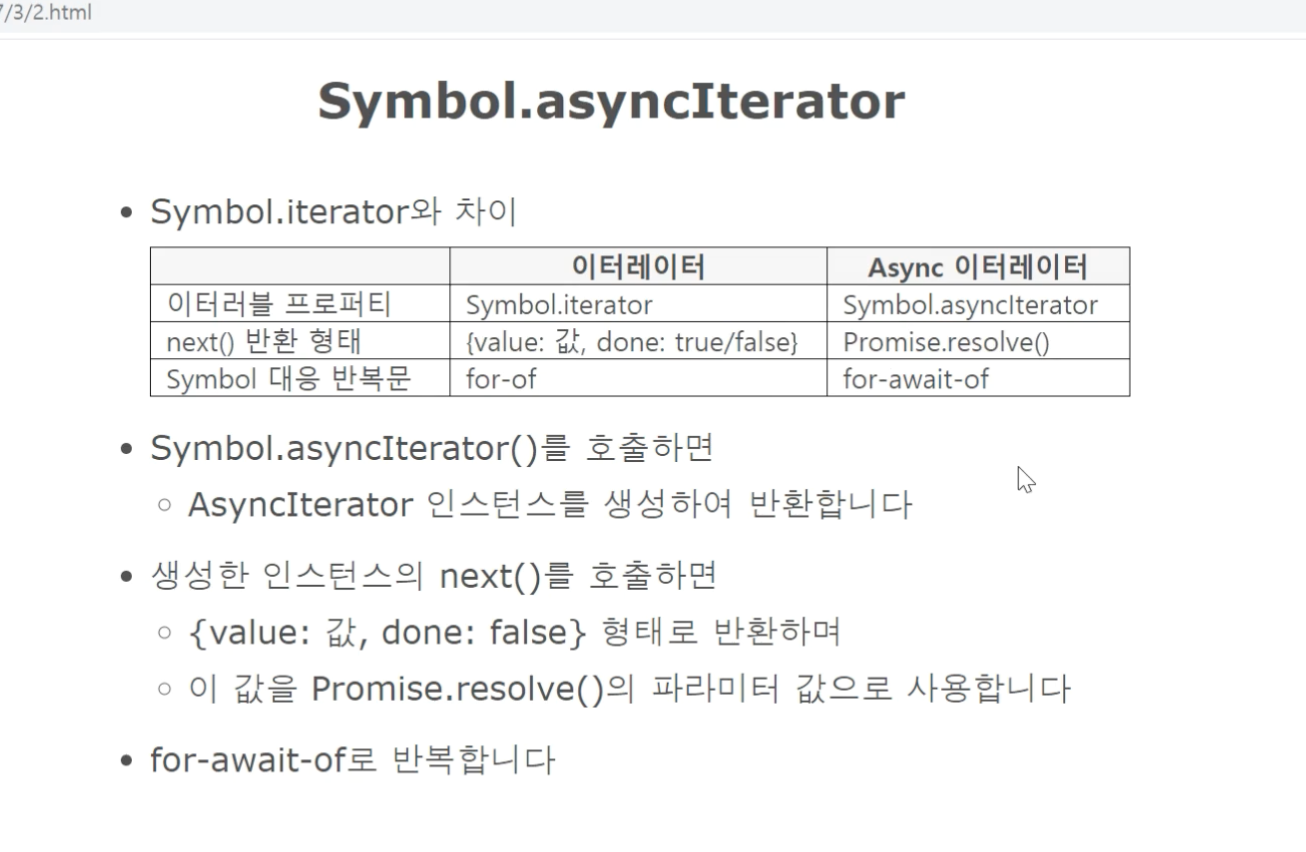 7/3/2.html
Symbol.asyncIterator
Symbol.iterator와 차이
이터레이터 Async 이터레이터
이터러블 프로퍼티 Symbol.iterator Symbol.asyncIterator
next() 반환 형태 {value: 값, done: true/false} Promise.resolve()
Symbol 대응 반복문 for-of for-await-of
Symbol.asyncIterator()를 호출하면
AsyncIterator 인스턴스를 생성하여 반환합니다
생성한 인스턴스의 next()를 호출하면
{value: 값, done: false} 형태로 반환하며
이 값을 Promise.resolve()의 파라미터 값으로 사용합니다
for-await-of로 반복합니다